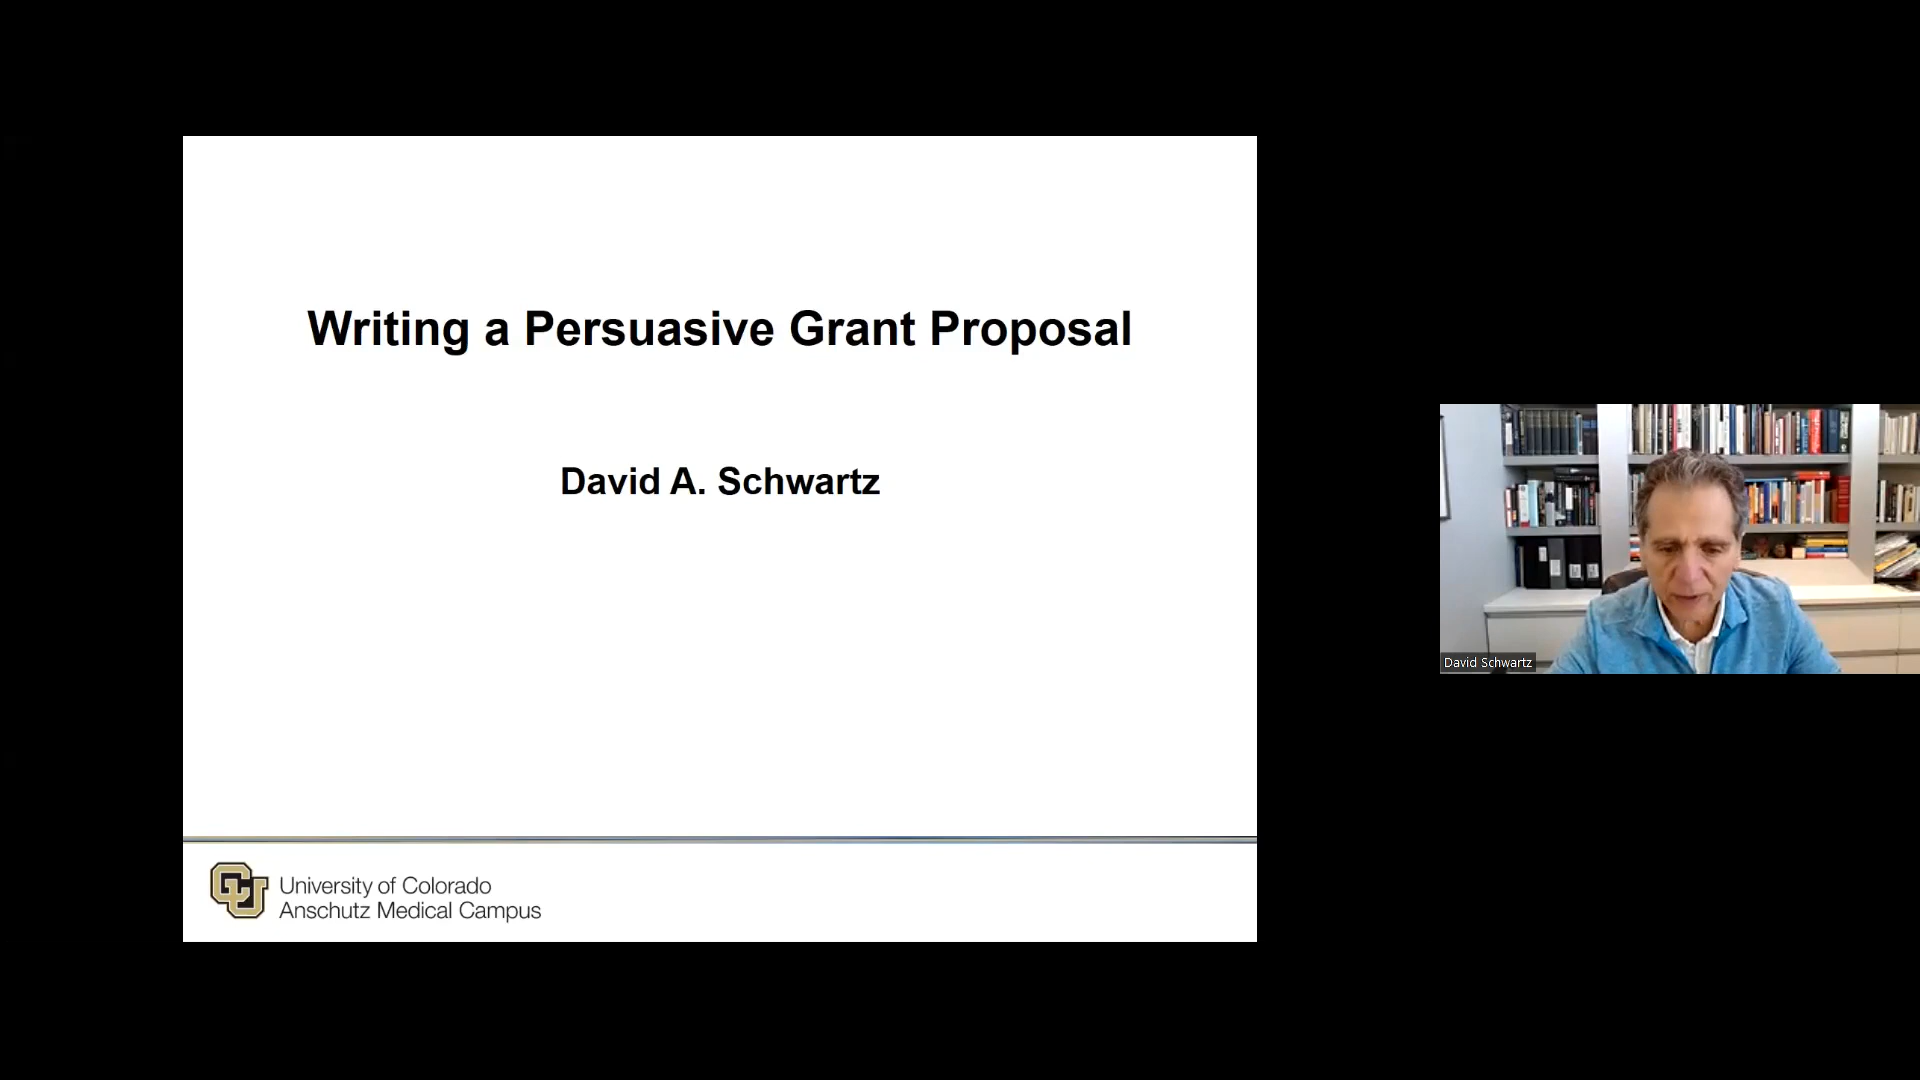 Writing a Persuasive Grant Proposal
David A. Schwartz
University of Colorado
Anschutz Medical Campus
David Schwartz